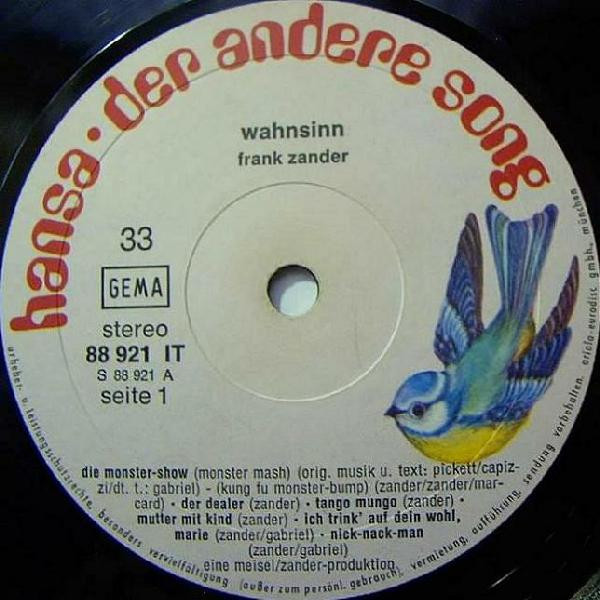 hansa · der andere song
wahnsinn
frank zander
33
GEMA
stereo
88 921 IT
S 88 921 A
seite 1
die monster-show (monster mash) (orig. musik u. text: pickett/capiz-
zi/dt. t.: gabriel) - (kung fu monster-bump) (zander/zander/mar-
card) · der dealer (zander) · tango mungo (zander) ·
mutter mit kind (zander) - ich trink' auf dein wohl,
marie (zander/gabriel) · nick-nack-man
(zander/gabriel)
eine meisel/zander-produktion
urheber- u. leistungsschutzrechte, besonders vervielfältigung (außer zum persönl. gebrauch), vermietung, aufführung, sendung vorbehalten. ariola-eurodisc gmbh. münchen